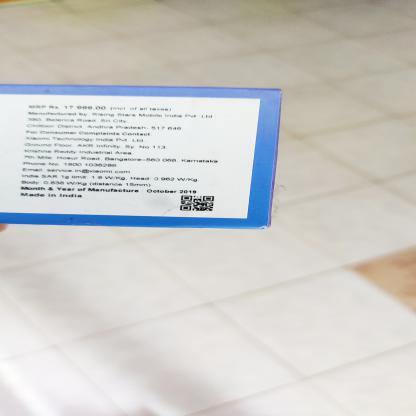 MRP Rs. 17 999.00 (incl. of all taxes)
Manufactured by: Rising Stars Mobile India Pvt. Ltd
380, Belerica Road, Sri City,
Chittoor District, Andhra Pradesh, 517 646
For Consumer Complaints Contact:
Xiaomi Technology India Pvt. Ltd.
Ground Floor, AKR Infinity, Sy. No 113,
Krishna Reddy Industrial Area,
7th Mile, Hosur Road, Bangalore-560 068, Karnataka
Phone No: 1800 1036286
Email: service.in@xiaomi.com
India SAR 1g limit: 1.6 W/Kg, Head: 0.962 W/Kg,
Body: 0.838 W/Kg (distance 15mm)
Month & Year of Manufacture: October 2019
Made in India